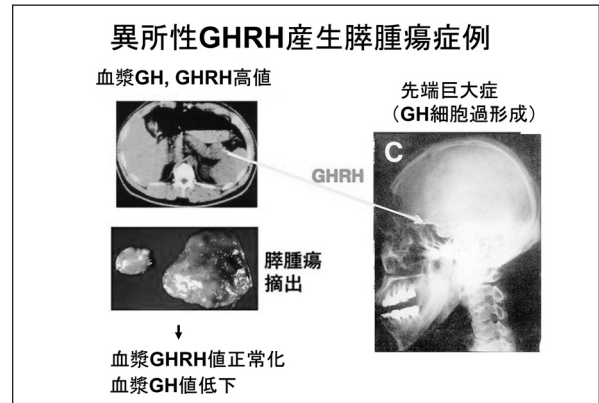 異所性GHRH産生膵腫瘍症例
血漿GH, GHRH高値
先端巨大症
（GH細胞過形成）
C
GHRH
膵腫瘍
摘出
↓
血漿GHRH値正常化
血漿GH値低下